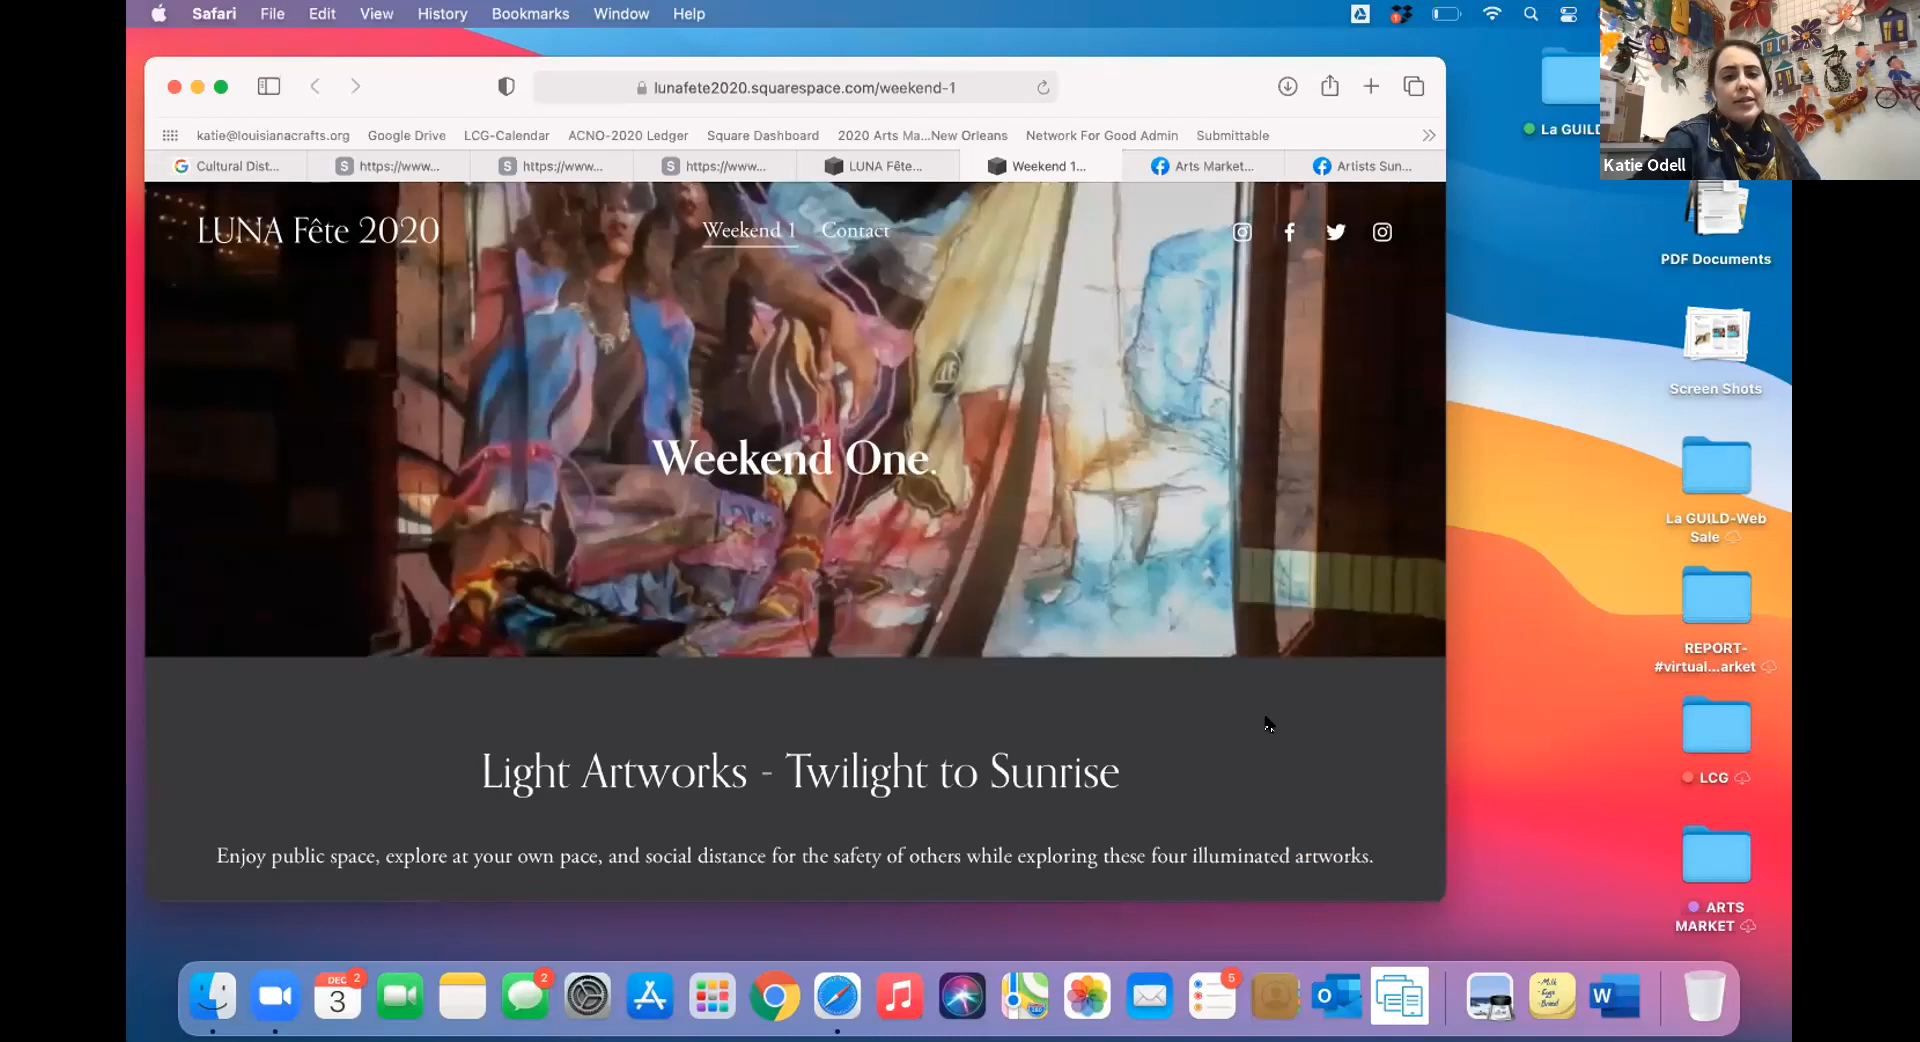 Safari File Edit View History Bookmarks Window Help
lunafete2020.squarespace.com/weekend-1
katie@louisianacrafts.org Google Drive LCG-Calendar ACNO-2020 Ledger Square Dashboard 2020 Arts Ma...New Orleans Network For Good Admin Submittable
Cultural Dist... https://www... https://www... https://www... LUNA Fête... Weekend 1... Arts Market... Artists Sun...
LUNA Fête 2020
Weekend 1 Contact
Weekend One.
Light Artworks - Twilight to Sunrise
Enjoy public space, explore at your own pace, and social distance for the safety of others while exploring these four illuminated artworks.
La GUILD
Katie Odell
PDF Documents
Screen Shots
La GUILD-Web
Sale
REPORT-
#virtual...arket
LCG
ARTS
MARKET
DEC 2
3
2
5